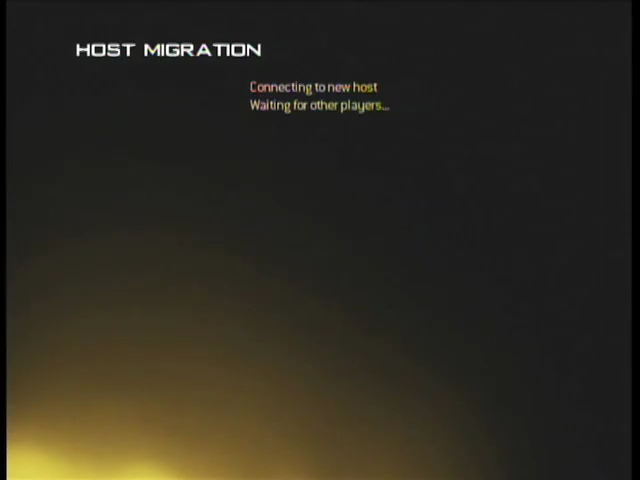 HOST MIGRATION
Connecting to new host
Waiting for other players...